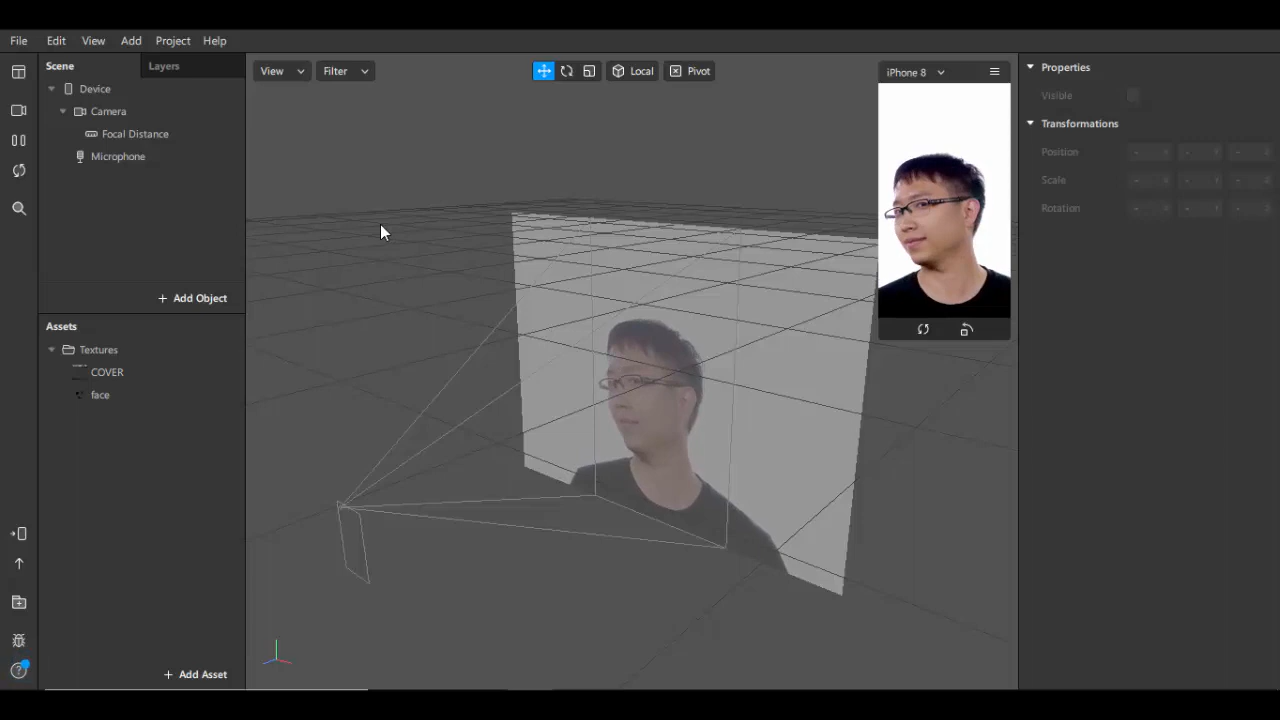 File Edit View Add Project Help
Scene Layers
Device
Camera
Focal Distance
Microphone
+ Add Object
Assets
Textures
COVER
face
+ Add Asset
View Filter Local Pivot
iPhone 8
Properties
Visible
Transformations
Position
Scale
Rotation